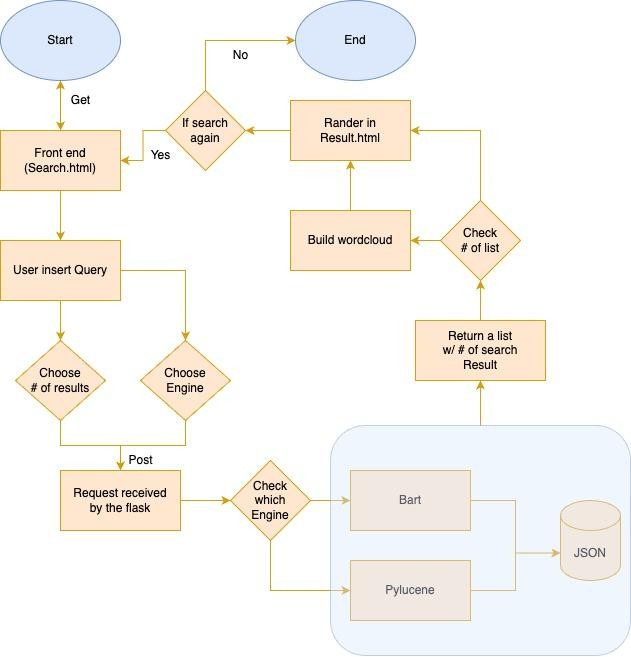 Start
End
No
Get
If search
again
Rander in
Result.html
Front end
(Search.html)
Yes
Build wordcloud
Check
# of list
User insert Query
Choose
# of results
Choose
Engine
Return a list
w/ # of search
Result
Post
Request received
by the flask
Check
which
Engine
Bart
JSON
Pylucene